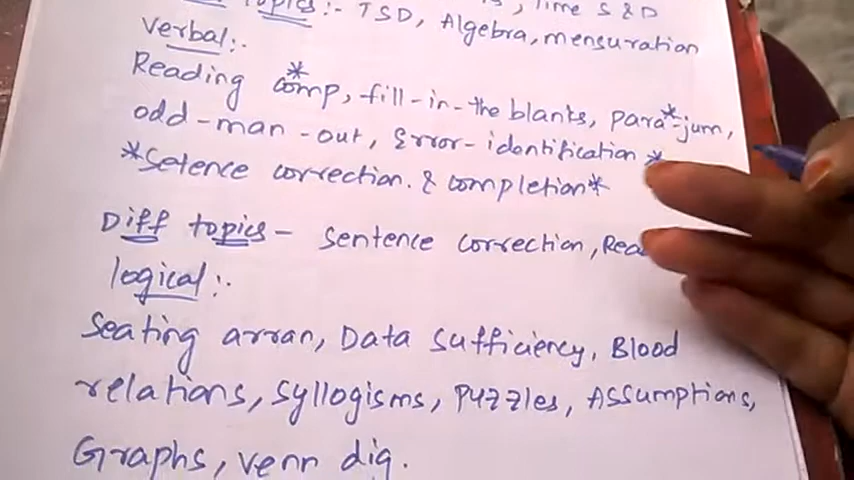 topics:- TSD, Algebra, mensuration
, Time S&D
Verbal:.
Reading comp*, fill-in-the blanks, para*-jum,
odd-man-out, Error-identification*
*Setence correction. & completion*
Diff topics- sentence correction, Rea
logical:.
Seating arran, Data sufficiency, Blood
relations, syllogisms, puzzles, Assumptions,
Graphs, venn dig.